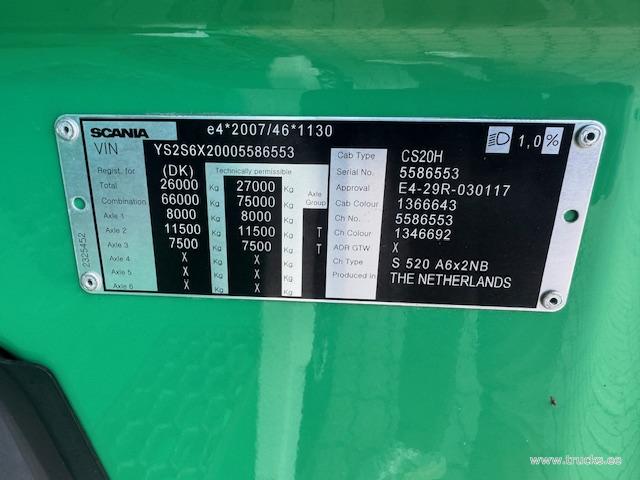 SCANIA e4*2007/46*1130 1,0%
VIN YS2S6X20005586553 Cab Type CS20H
Regist. for (DK) Technically permissible Serial No. 5586553
Total 26000 Kg 27000 Kg Axle Group Approval E4-29R-030117
Combination 66000 Kg 75000 Kg Cab Colour 1366643
Axle 1 8000 Kg 8000 Kg Ch No. 5586553
Axle 2 11500 Kg 11500 Kg T Ch Colour 1346692
Axle 3 7500 Kg 7500 Kg T ADR GTW X
Axle 4 X Kg X Kg Ch Type S 520 A6x2NB
Axle 5 X Kg X Kg Produced in THE NETHERLANDS
Axle 6 X Kg X Kg
2325452
www.trucks.ee